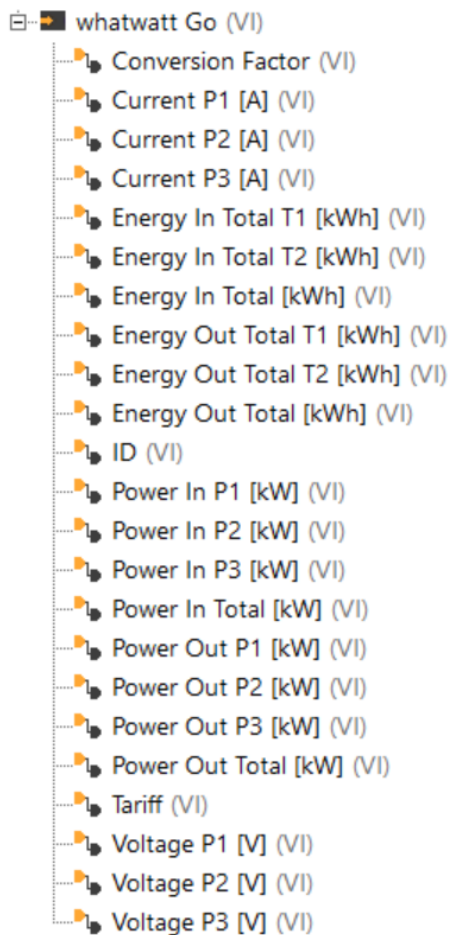 whatwatt Go (VI)
Conversion Factor (VI)
Current P1 [A] (VI)
Current P2 [A] (VI)
Current P3 [A] (VI)
Energy In Total T1 [kWh] (VI)
Energy In Total T2 [kWh] (VI)
Energy In Total [kWh] (VI)
Energy Out Total T1 [kWh] (VI)
Energy Out Total T2 [kWh] (VI)
Energy Out Total [kWh] (VI)
ID (VI)
Power In P1 [kW] (VI)
Power In P2 [kW] (VI)
Power In P3 [kW] (VI)
Power In Total [kW] (VI)
Power Out P1 [kW] (VI)
Power Out P2 [kW] (VI)
Power Out P3 [kW] (VI)
Power Out Total [kW] (VI)
Tariff (VI)
Voltage P1 [V] (VI)
Voltage P2 [V] (VI)
Voltage P3 [V] (VI)